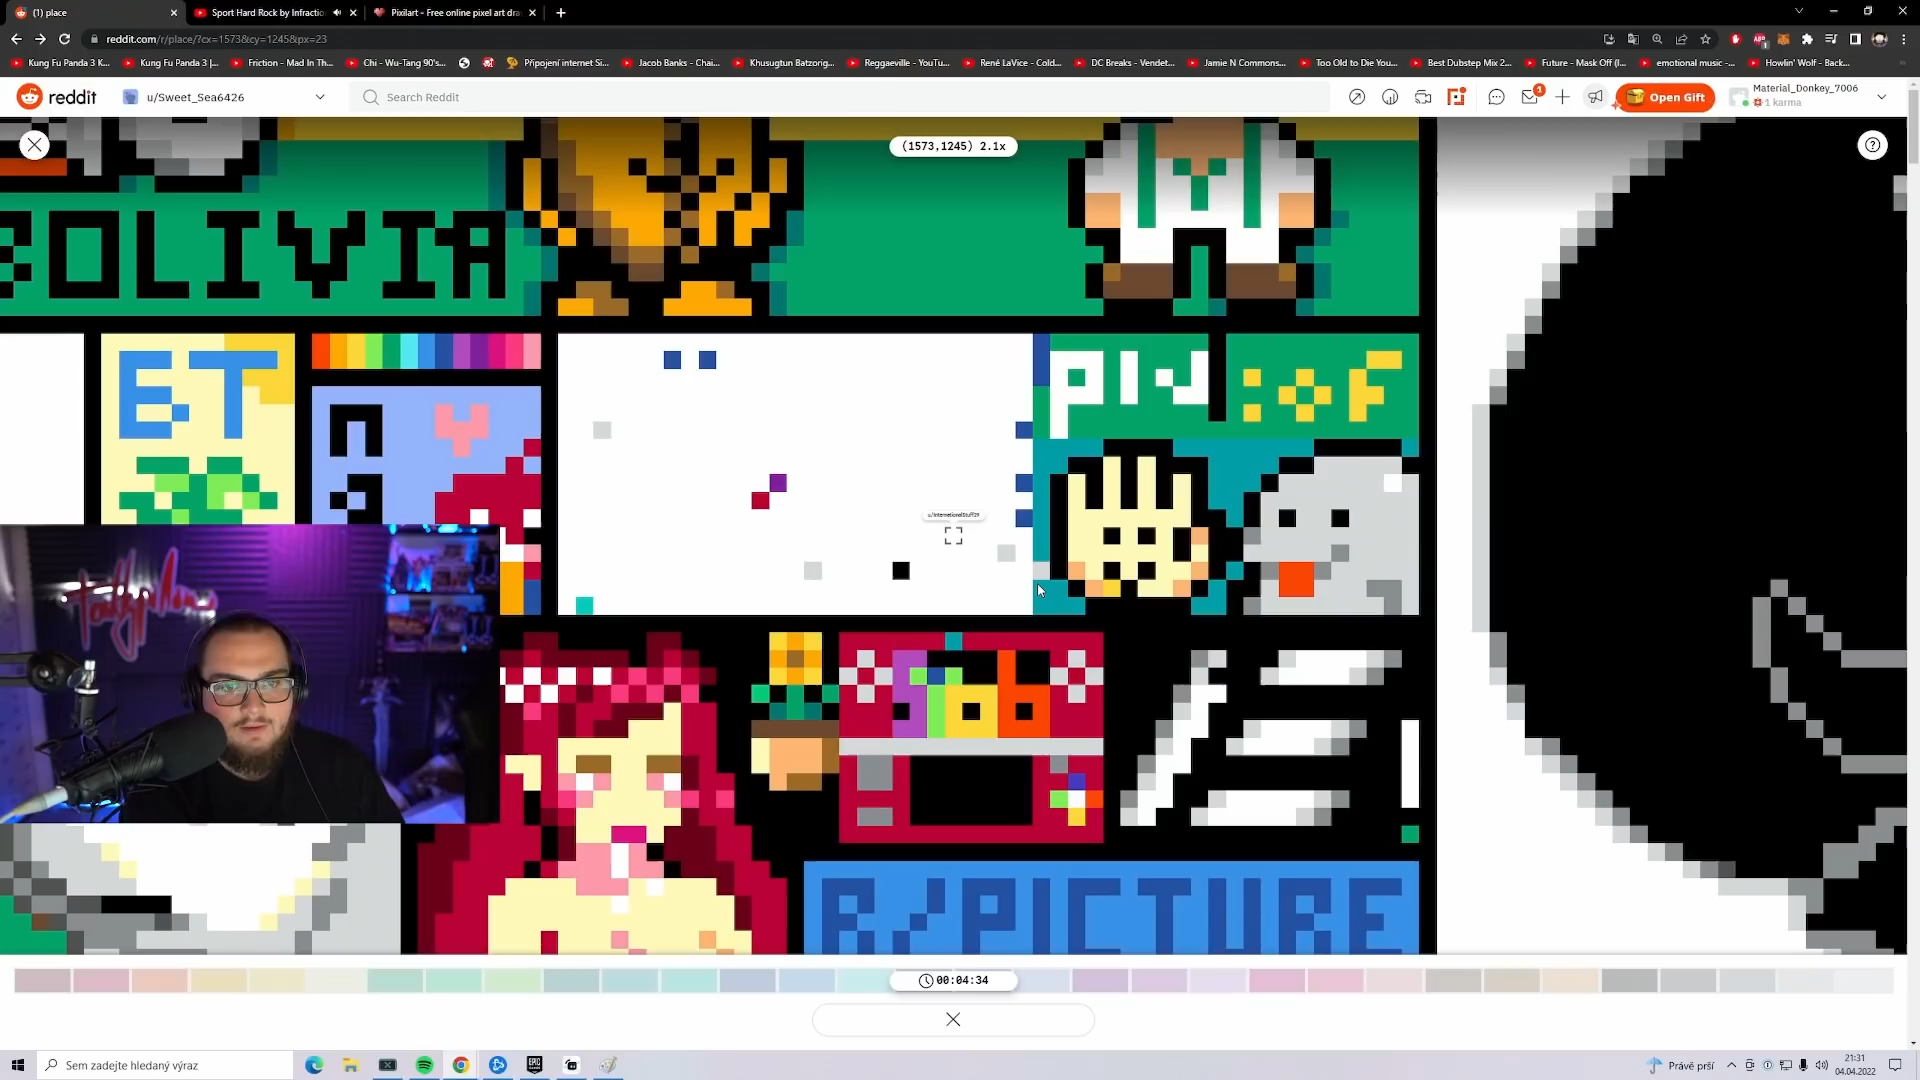 (1) place
Sport Hard Rock by Infractio
Pixilart - Free online pixel art dra
reddit.com/r/place/?cx=1573&cy=1245&px=23
Kung Fu Panda 3 K...
Kung Fu Panda 3 |...
Friction - Mad In Th...
Chi - Wu-Tang 90's...
Připojení internet Si...
Jacob Banks - Chai...
Khusugtun Batzorig...
Reggaeville - YouTu...
René LaVice - Cold...
DC Breaks - Vendet...
Jamie N Commons...
Too Old to Die You...
Best Dubstep Mix 2...
Future - Mask Off (I...
emotional music -...
Howlin' Wolf - Back...
reddit
u/Sweet_Sea6426
Search Reddit
1
Open Gift
Material_Donkey_7006
1 karma
(1573,1245) 2.1x
BOLIVIA
ET
u/InternationalStuff29
R/PICTURE
00:04:34
Sem zadejte hledaný výraz
EPIC
Právě prší
21:31
04.04.2022